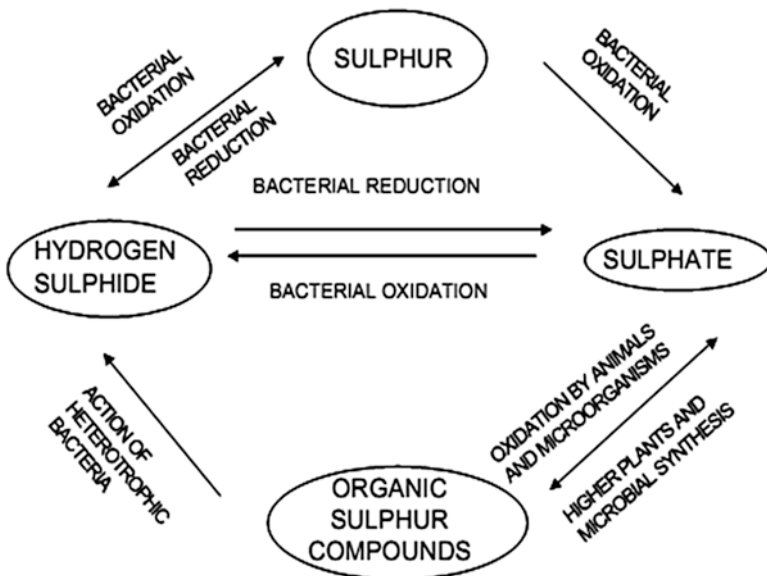 SULPHUR
BACTERIAL
OXIDATION
BACTERIAL
REDUCTION
BACTERIAL
OXIDATION
BACTERIAL REDUCTION
HYDROGEN
SULPHIDE
SULPHATE
BACTERIAL OXIDATION
ACTION OF
HETEROTROPHIC
BACTERIA
OXIDATION BY ANIMALS
AND MICROORGANISMS
HIGHER PLANTS AND
MICROBIAL SYNTHESIS
ORGANIC
SULPHUR
COMPOUNDS